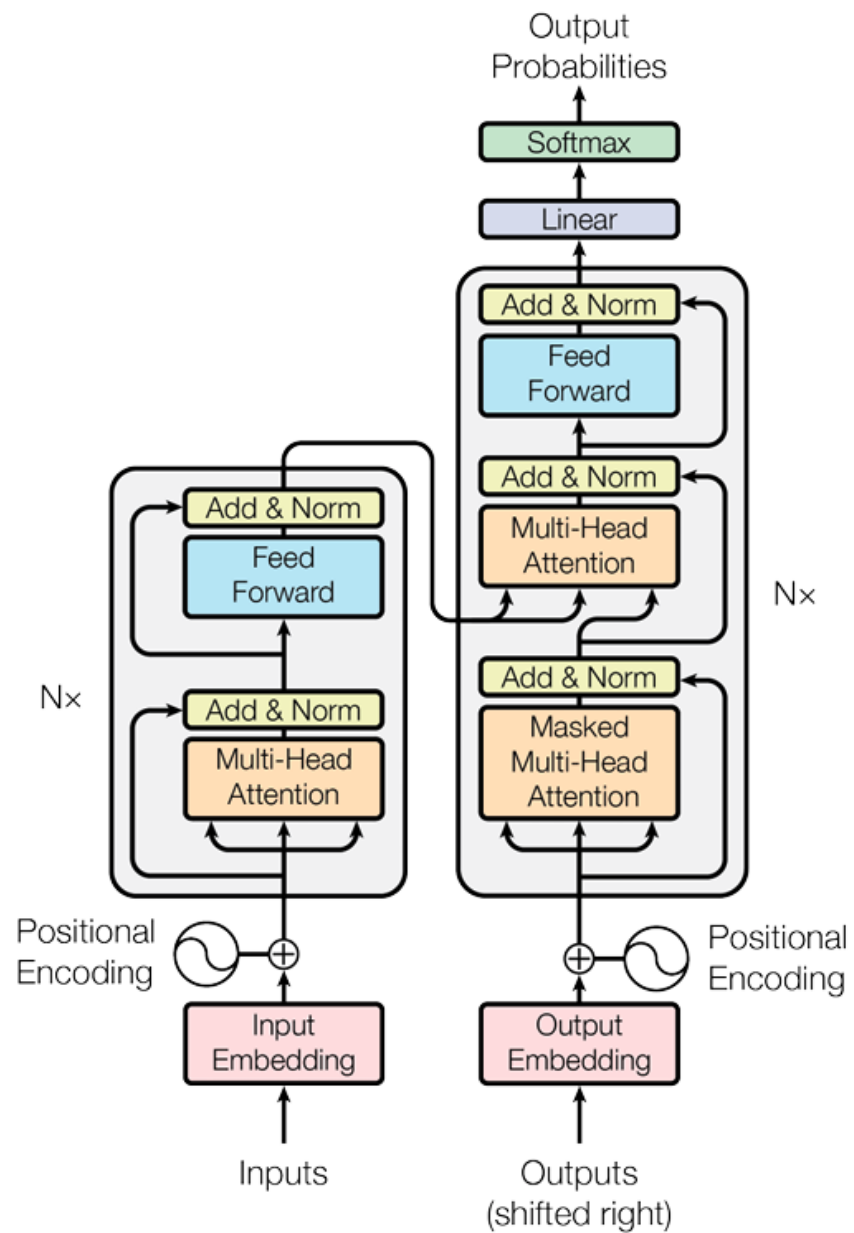 Output
Probabilities
Softmax
Linear
Add & Norm
Feed
Forward
Add & Norm
Multi-Head
Attention
Nx
Add & Norm
Masked
Multi-Head
Attention
Add & Norm
Feed
Forward
Nx
Add & Norm
Multi-Head
Attention
Positional
Encoding
Positional
Encoding
Input
Embedding
Output
Embedding
Inputs
Outputs
(shifted right)